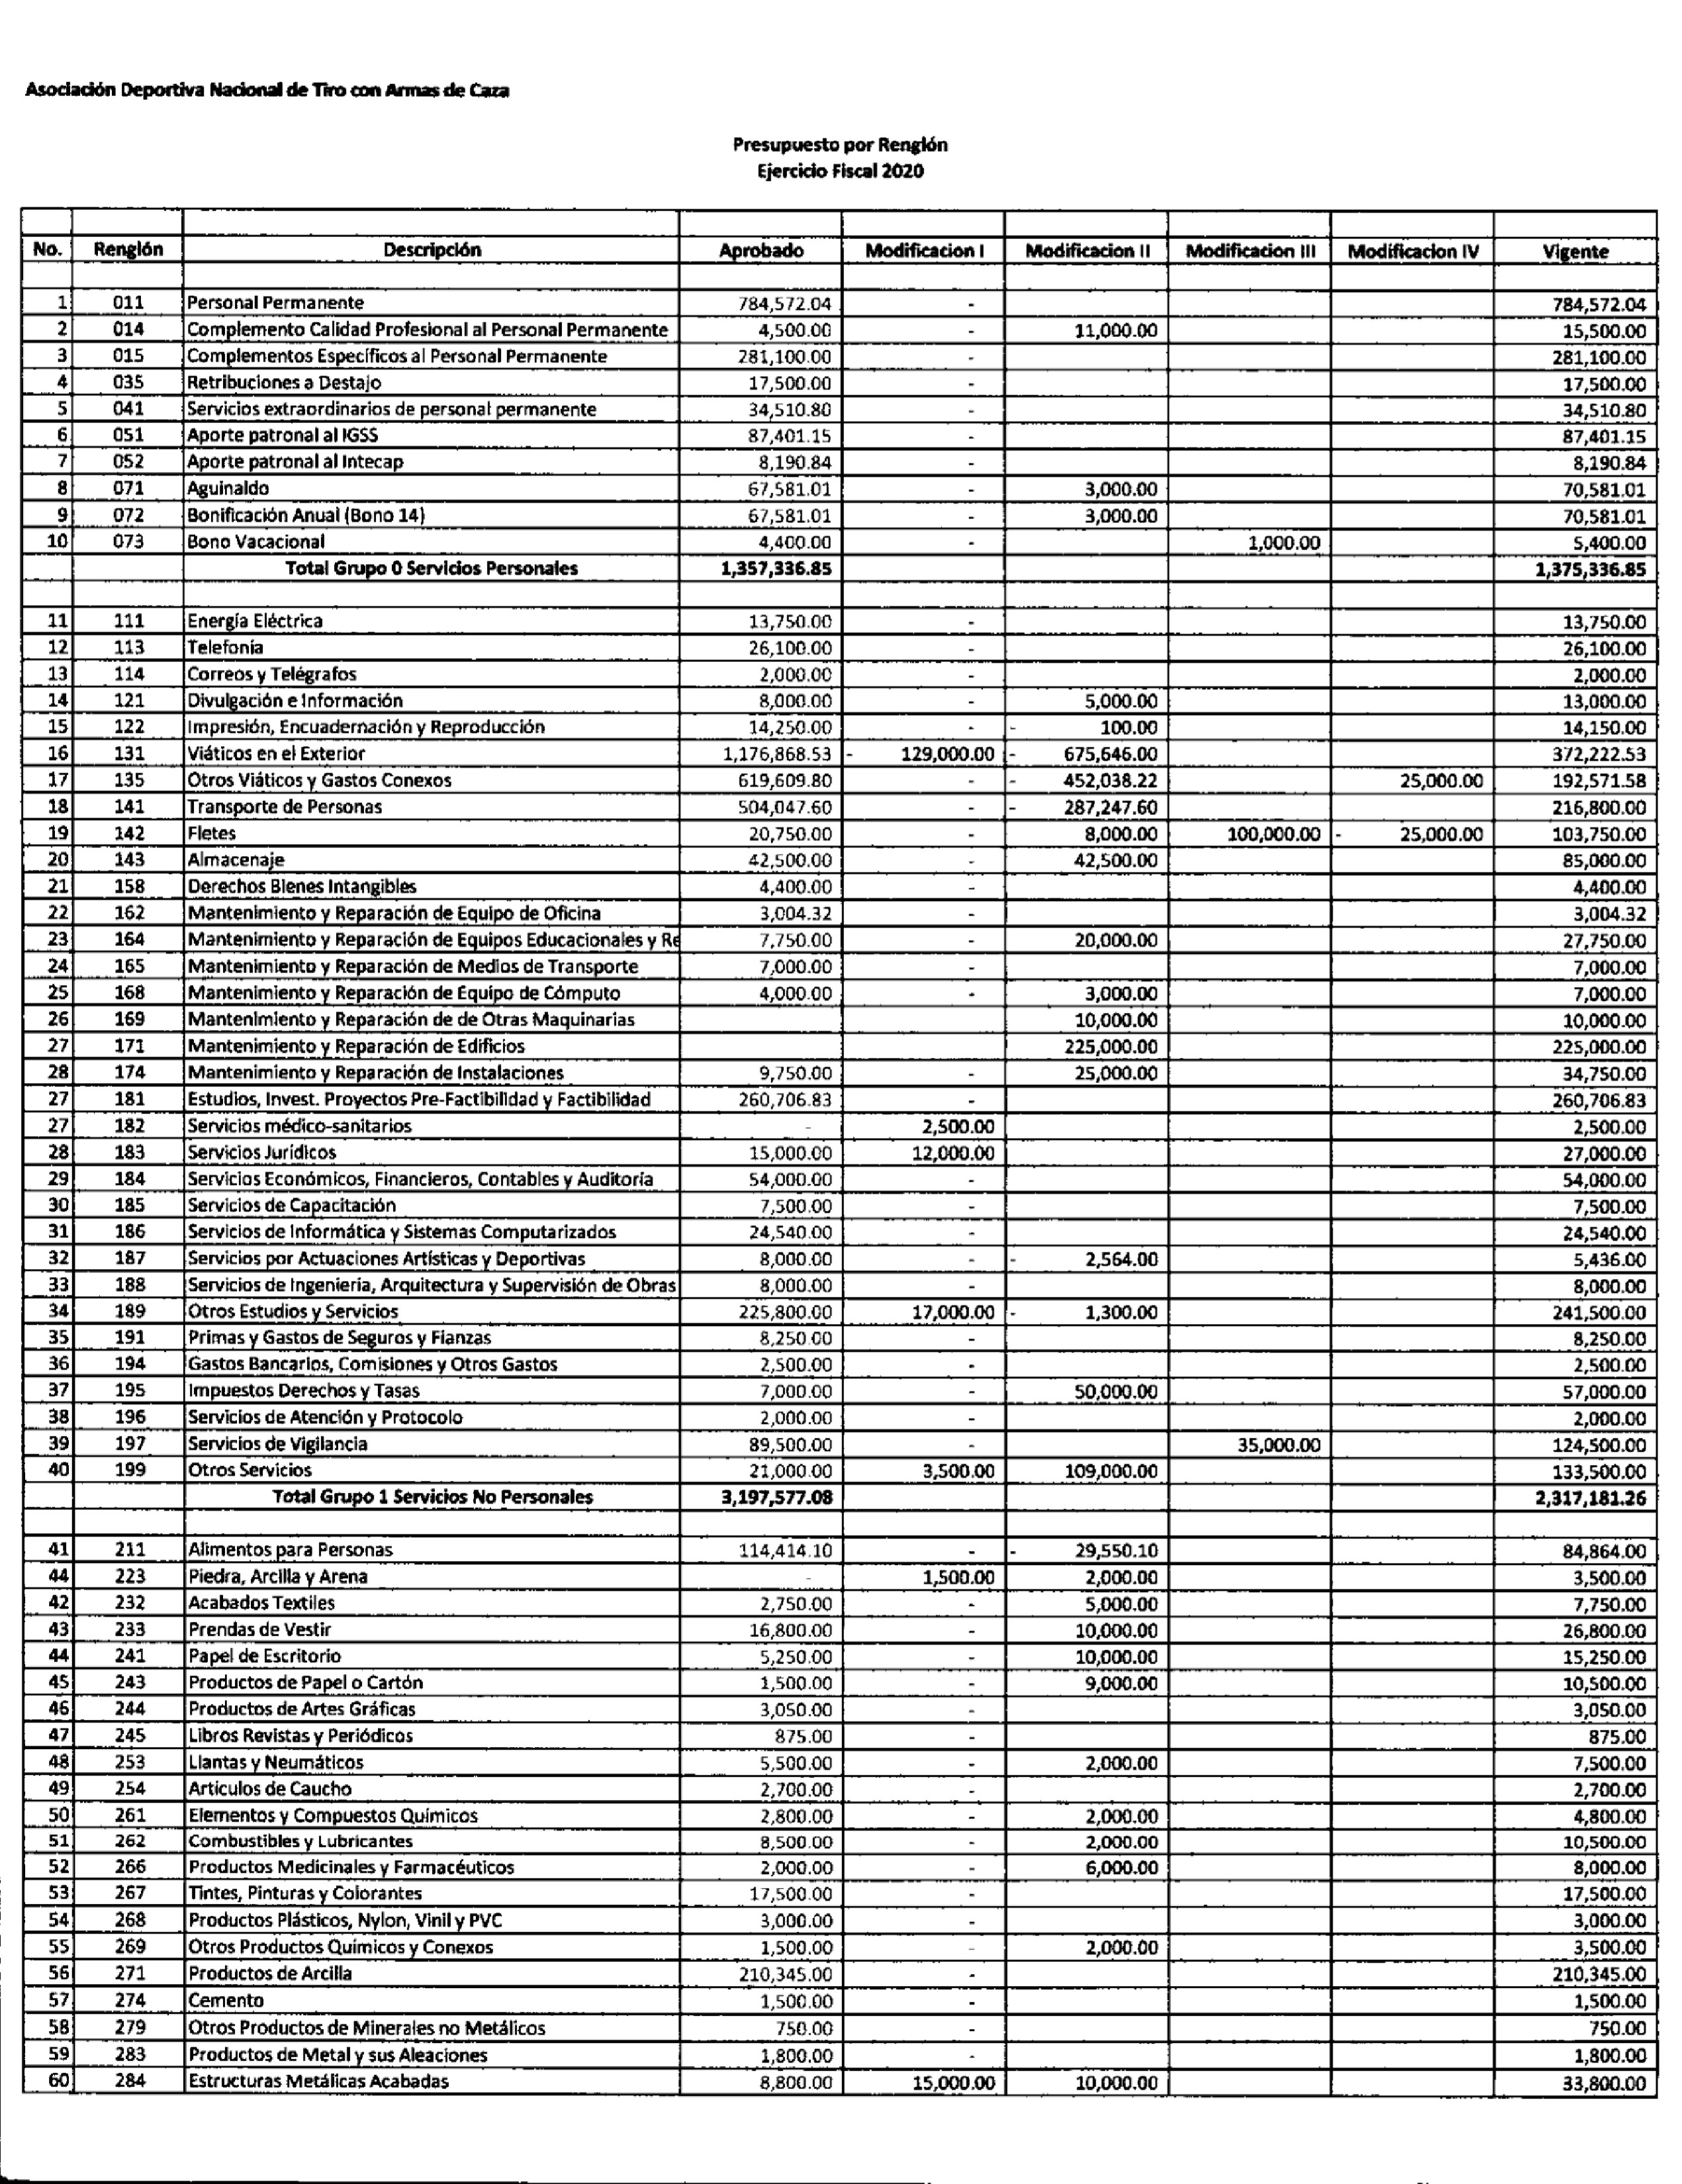 Asociación Deportiva Nacional de Tiro con Armas de Caza
Presupuesto por Renglón
Ejercicio Fiscal 2020
No. Renglón Descripción Aprobado Modificacion I Modificacion II Modificacion III Modificacion IV Vigente
1 011 Personal Permanente 784,572.04 - 784,572.04
2 014 Complemento Calidad Profesional al Personal Permanente 4,500.00 - 11,000.00 15,500.00
3 015 Complementos Específicos al Personal Permanente 281,100.00 - 281,100.00
4 035 Retribuciones a Destajo 17,500.00 - 17,500.00
5 041 Servicios extraordinarios de personal permanente 34,510.80 - 34,510.80
6 051 Aporte patronal al IGSS 87,401.15 - 87,401.15
7 052 Aporte patronal al Intecap 8,190.84 - 8,190.84
8 071 Aguinaldo 67,581.01 - 3,000.00 70,581.01
9 072 Bonificación Anual (Bono 14) 67,581.01 - 3,000.00 70,581.01
10 073 Bono Vacacional 4,400.00 - 1,000.00 5,400.00
Total Grupo 0 Servicios Personales 1,357,336.85 1,375,336.85
11 111 Energía Eléctrica 13,750.00 - 13,750.00
12 113 Telefonía 26,100.00 - 26,100.00
13 114 Correos y Telégrafos 2,000.00 - 2,000.00
14 121 Divulgación e Información 8,000.00 - 5,000.00 13,000.00
15 122 Impresión, Encuadernación y Reproducción 14,250.00 - - 100.00 14,150.00
16 131 Viáticos en el Exterior 1,176,868.53 - 129,000.00 - 675,646.00 372,222.53
17 135 Otros Viáticos y Gastos Conexos 619,609.80 - - 452,038.22 25,000.00 192,571.58
18 141 Transporte de Personas 504,047.60 - - 287,247.60 216,800.00
19 142 Fletes 20,750.00 - 8,000.00 100,000.00 - 25,000.00 103,750.00
20 143 Almacenaje 42,500.00 - 42,500.00 85,000.00
21 158 Derechos Bienes Intangibles 4,400.00 - 4,400.00
22 162 Mantenimiento y Reparación de Equipo de Oficina 3,004.32 - 3,004.32
23 164 Mantenimiento y Reparación de Equipos Educacionales y Re 7,750.00 - 20,000.00 27,750.00
24 165 Mantenimiento y Reparación de Medios de Transporte 7,000.00 - 7,000.00
25 168 Mantenimiento y Reparación de Equipo de Cómputo 4,000.00 - 3,000.00 7,000.00
26 169 Mantenimiento y Reparación de de Otras Maquinarias 10,000.00 10,000.00
27 171 Mantenimiento y Reparación de Edificios 225,000.00 225,000.00
28 174 Mantenimiento y Reparación de Instalaciones 9,750.00 - 25,000.00 34,750.00
27 181 Estudios, Invest. Proyectos Pre-Factibilidad y Factibilidad 260,706.83 - 260,706.83
27 182 Servicios médico-sanitarios - 2,500.00 2,500.00
28 183 Servicios Jurídicos 15,000.00 12,000.00 27,000.00
29 184 Servicios Económicos, Financieros, Contables y Auditoría 54,000.00 - 54,000.00
30 185 Servicios de Capacitación 7,500.00 - 7,500.00
31 186 Servicios de Informática y Sistemas Computarizados 24,540.00 - 24,540.00
32 187 Servicios por Actuaciones Artísticas y Deportivas 8,000.00 - - 2,564.00 5,436.00
33 188 Servicios de Ingeniería, Arquitectura y Supervisión de Obras 8,000.00 - 8,000.00
34 189 Otros Estudios y Servicios 225,800.00 17,000.00 - 1,300.00 241,500.00
35 191 Primas y Gastos de Seguros y Fianzas 8,250.00 - 8,250.00
36 194 Gastos Bancarios, Comisiones y Otros Gastos 2,500.00 - 2,500.00
37 195 Impuestos Derechos y Tasas 7,000.00 - 50,000.00 57,000.00
38 196 Servicios de Atención y Protocolo 2,000.00 - 2,000.00
39 197 Servicios de Vigilancia 89,500.00 - 35,000.00 124,500.00
40 199 Otros Servicios 21,000.00 3,500.00 109,000.00 133,500.00
Total Grupo 1 Servicios No Personales 3,197,577.08 2,317,181.26
41 211 Alimentos para Personas 114,414.10 - - 29,550.10 84,864.00
44 223 Piedra, Arcilla y Arena - 1,500.00 2,000.00 3,500.00
42 232 Acabados Textiles 2,750.00 - 5,000.00 7,750.00
43 233 Prendas de Vestir 16,800.00 - 10,000.00 26,800.00
44 241 Papel de Escritorio 5,250.00 - 10,000.00 15,250.00
45 243 Productos de Papel o Cartón 1,500.00 - 9,000.00 10,500.00
46 244 Productos de Artes Gráficas 3,050.00 - 3,050.00
47 245 Libros Revistas y Periódicos 875.00 - 875.00
48 253 Llantas y Neumáticos 5,500.00 - 2,000.00 7,500.00
49 254 Artículos de Caucho 2,700.00 - 2,700.00
50 261 Elementos y Compuestos Químicos 2,800.00 - 2,000.00 4,800.00
51 262 Combustibles y Lubricantes 8,500.00 - 2,000.00 10,500.00
52 266 Productos Medicinales y Farmacéuticos 2,000.00 - 6,000.00 8,000.00
53 267 Tintes, Pinturas y Colorantes 17,500.00 - 17,500.00
54 268 Productos Plásticos, Nylon, Vinil y PVC 3,000.00 - 3,000.00
55 269 Otros Productos Químicos y Conexos 1,500.00 - 2,000.00 3,500.00
56 271 Productos de Arcilla 210,345.00 - 210,345.00
57 274 Cemento 1,500.00 - 1,500.00
58 279 Otros Productos de Minerales no Metálicos 750.00 - 750.00
59 283 Productos de Metal y sus Aleaciones 1,800.00 - 1,800.00
60 284 Estructuras Metálicas Acabadas 8,800.00 15,000.00 10,000.00 33,800.00